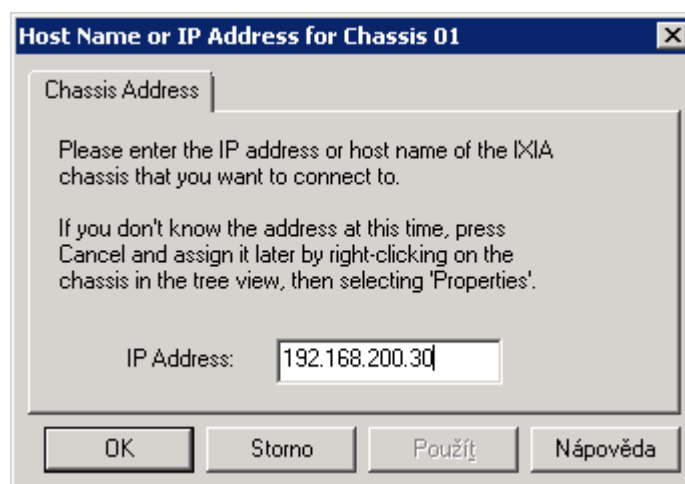 Host Name or IP Address for Chassis 01
Chassis Address
Please enter the IP address or host name of the IXIA
chassis that you want to connect to.
If you don't know the address at this time, press
Cancel and assign it later by right-clicking on the
chassis in the tree view, then selecting 'Properties'.
IP Address: 192.168.200.30
OK Storno Použít Nápověda